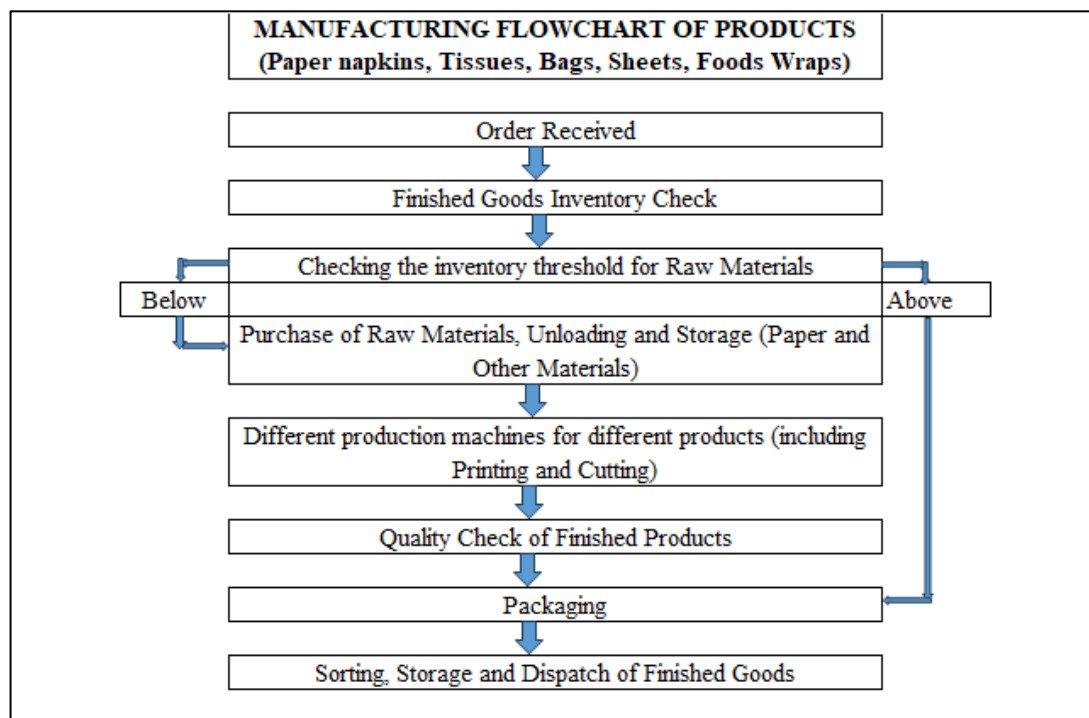 MANUFACTURING FLOWCHART OF PRODUCTS
(Paper napkins, Tissues, Bags, Sheets, Foods Wraps)
Order Received
Finished Goods Inventory Check
Checking the inventory threshold for Raw Materials
Below
Above
Purchase of Raw Materials, Unloading and Storage (Paper and
Other Materials)
Different production machines for different products (including
Printing and Cutting)
Quality Check of Finished Products
Packaging
Sorting, Storage and Dispatch of Finished Goods